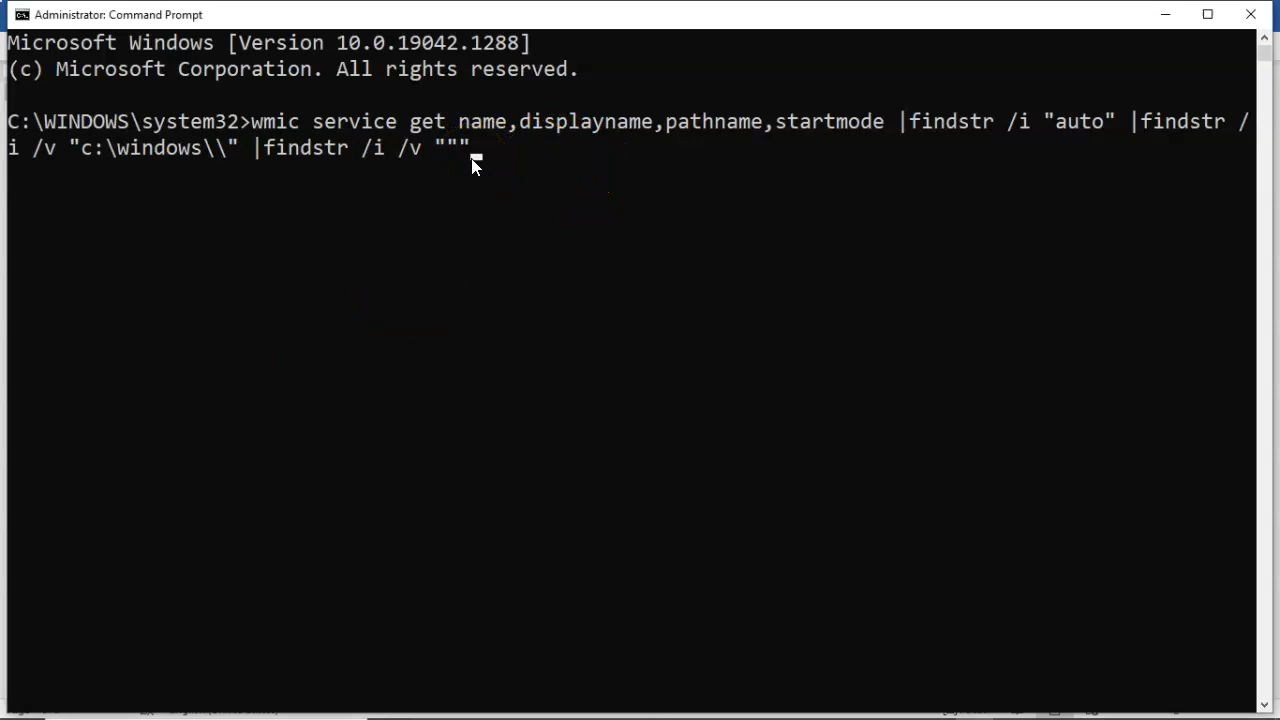 Administrator: Command Prompt
Microsoft Windows [Version 10.0.19042.1288]
(c) Microsoft Corporation. All rights reserved.
C:\WINDOWS\system32>wmic service get name,displayname,pathname,startmode |findstr /i "auto" |findstr /
i /v "c:\windows\\" |findstr /i /v """